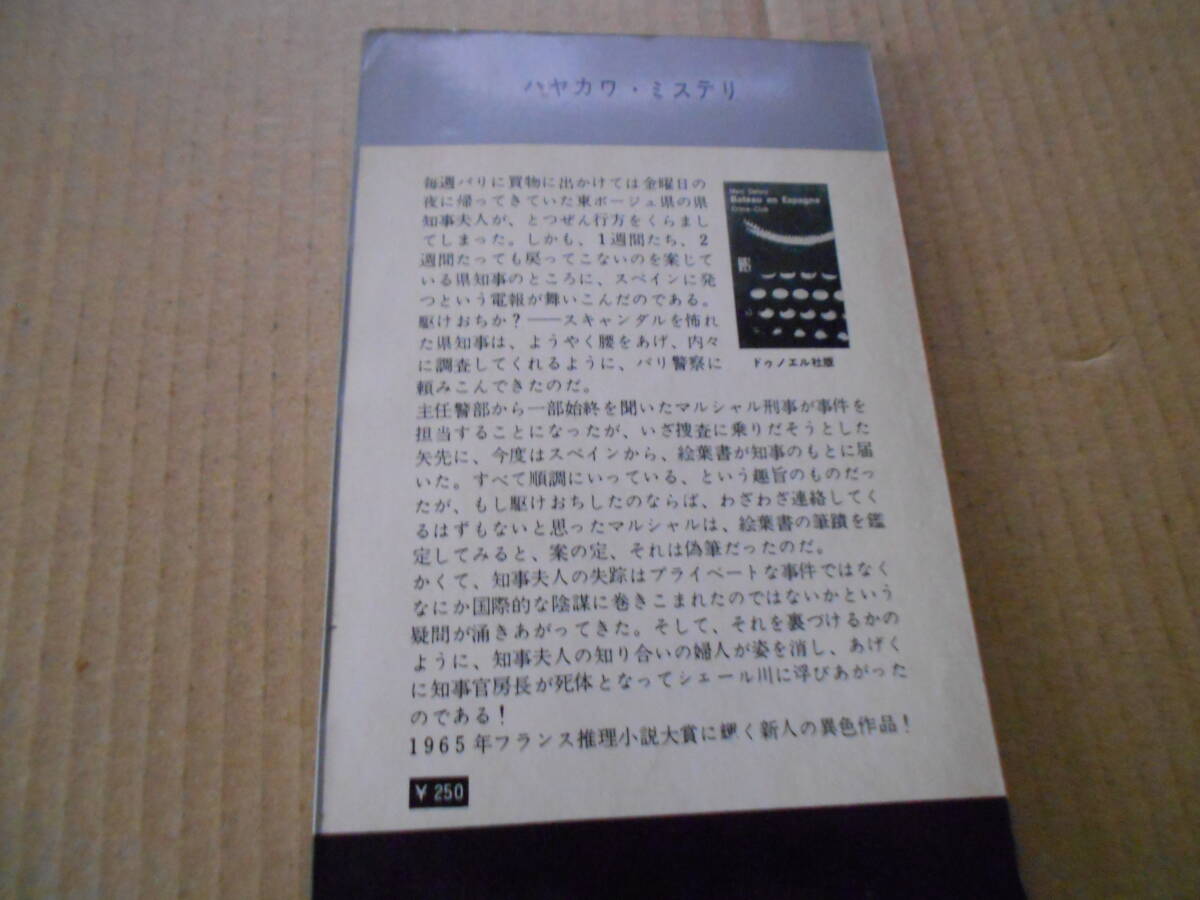 ハヤカワ・ミステリ
毎週パリに買物に出かけては金曜日の
夜に帰ってきていた東ボージュ県の県
知事夫人が、とつぜん行方をくらまし
てしまった。しかも、1週間たち、2
週間たっても戻ってこないのを案じて
いる県知事のところに、スペインに発
つという電報が舞いこんだのである。
駆けおちか?――スキャンダルを怖れ
た県知事は、ようやく腰をあげ、内々
に調査してくれるように、パリ警察に
頼みこんできたのだ。
主任警部から一部始終を聞いたマルシャル刑事が事件を
担当することになったが、いざ捜査に乗りだそうとした
矢先に、今度はスペインから、絵葉書が知事のもとに届
いた。すべて順調にいっている、という趣旨のものだっ
たが、もし駆けおちしたのならば、わざわざ連絡してく
るはずもないと思ったマルシャルは、絵葉書の筆蹟を鑑
定してみると、案の定、それは偽筆だったのだ。
かくて、知事夫人の失踪はプライベートな事件ではなく
なにか国際的な陰謀に巻きこまれたのではないかという
疑問が涌きあがってきた。そして、それを裏づけるかの
ように、知事夫人の知り合いの婦人が姿を消し、あげく
に知事官房長が死体となってシェール川に浮びあがった
のである!
1965年フランス推理小説大賞に輝く新人の異色作品!
Marc Delory
Bateau en Espagne
Crime-Club
ドゥノエル社版
¥250